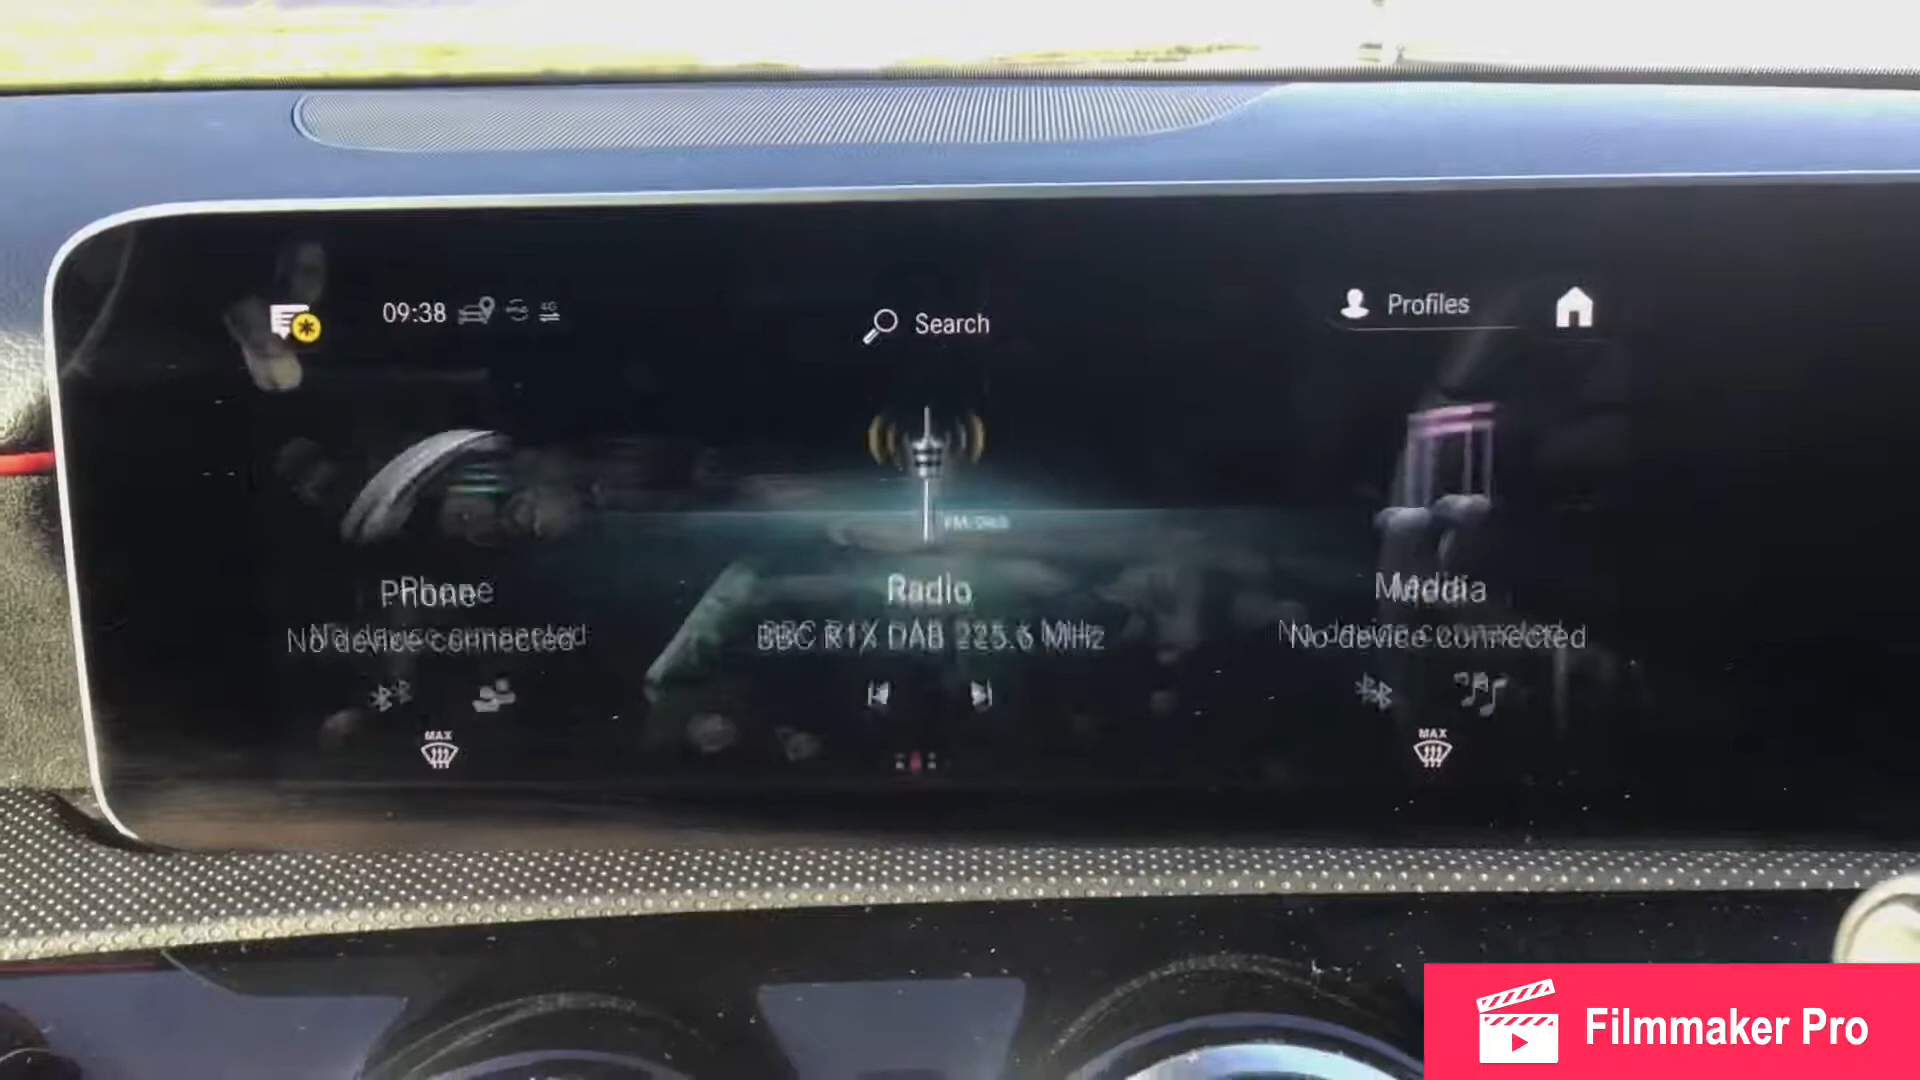 09:38
4G
Search
Profiles
Phone
No device connected
Radio
BBC R1X DAB 225.6 MHz
Media
No device connected
MAX
MAX
Filmmaker Pro